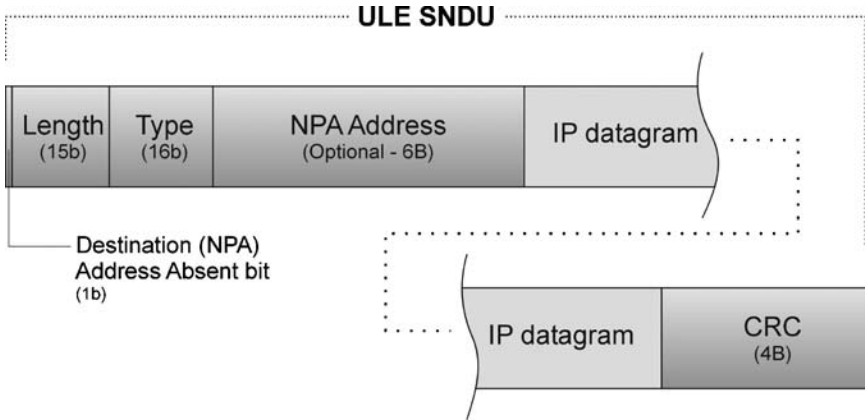 ULE SNDU
Length
(15b)
Type
(16b)
NPA Address
(Optional - 6B)
IP datagram
Destination (NPA)
Address Absent bit
(1b)
IP datagram
CRC
(4B)